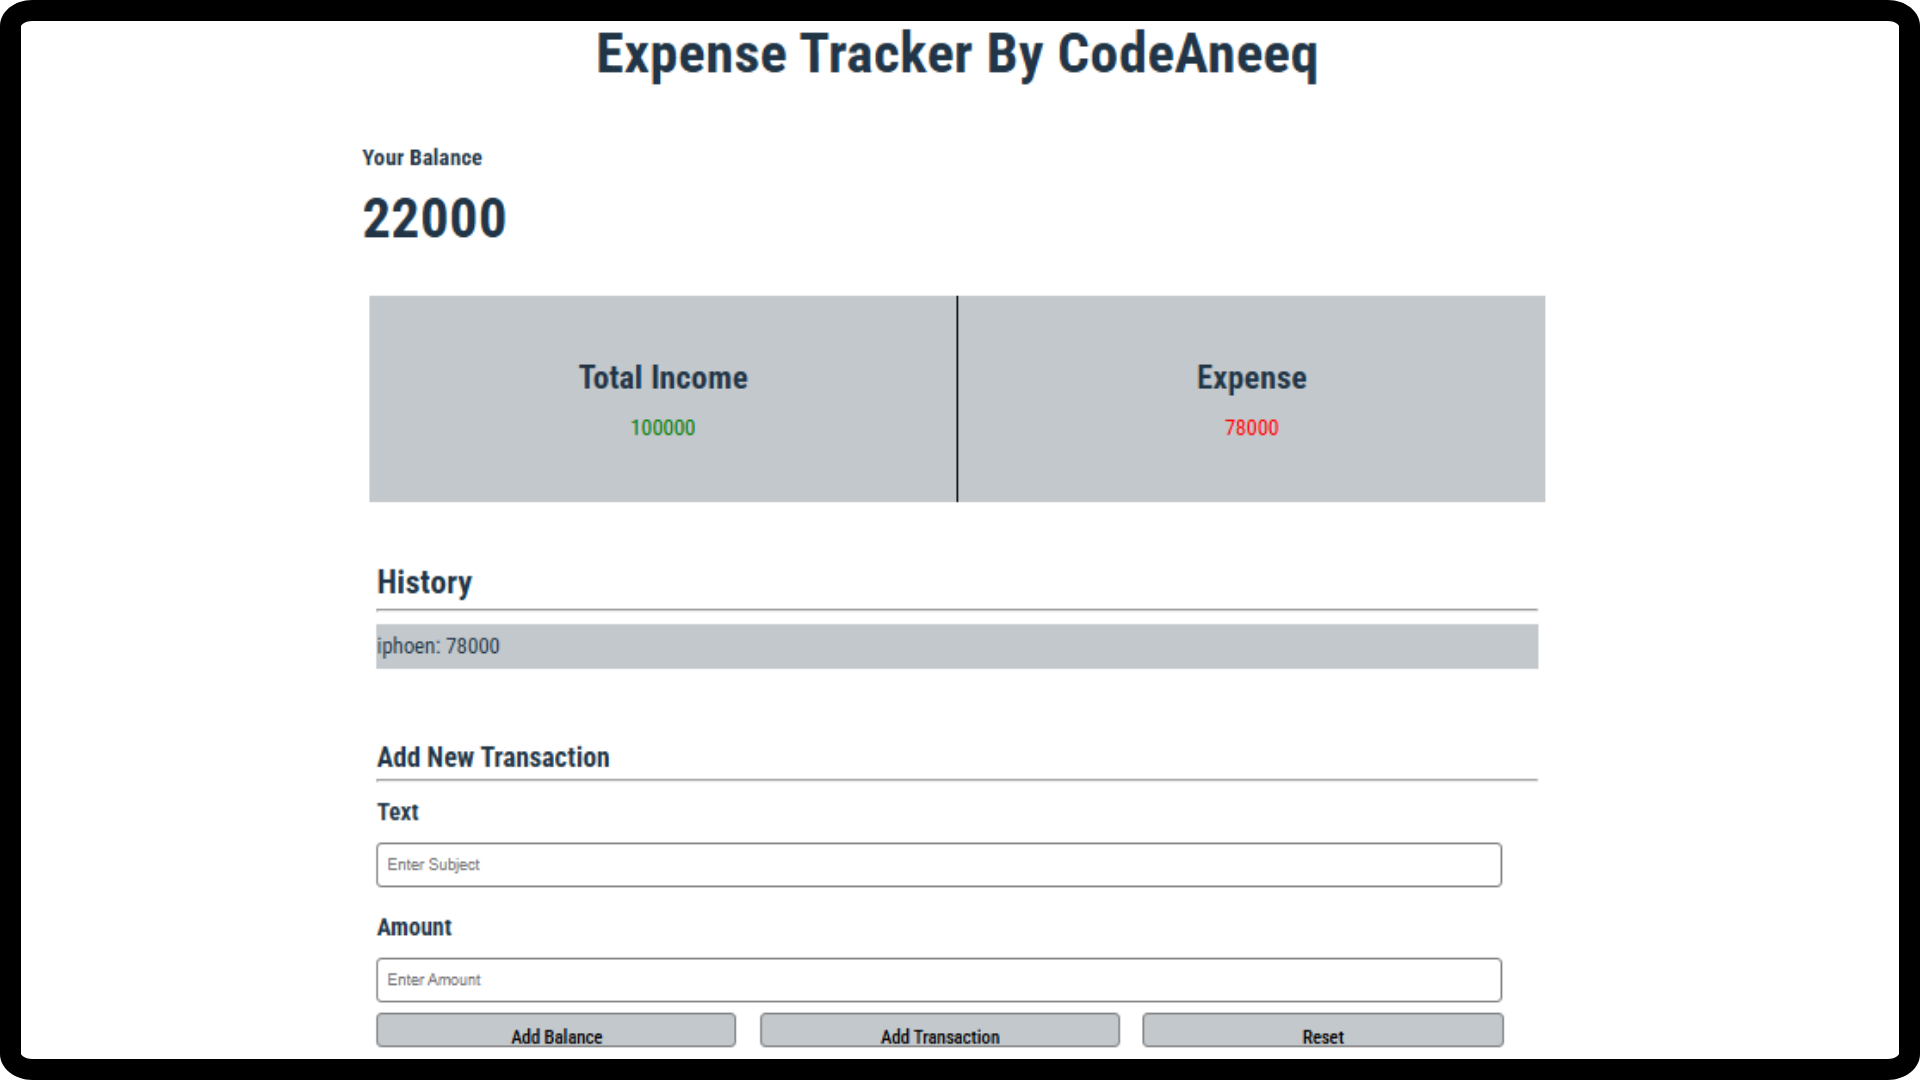 Expense Tracker By CodeAneeq
Your Balance
22000
Total Income
Expense
100000
78000
History
iphoen: 78000
Add New Transaction
Text
Enter Subject
Amount
Enter Amount
Add Balance
Add Transaction
Reset